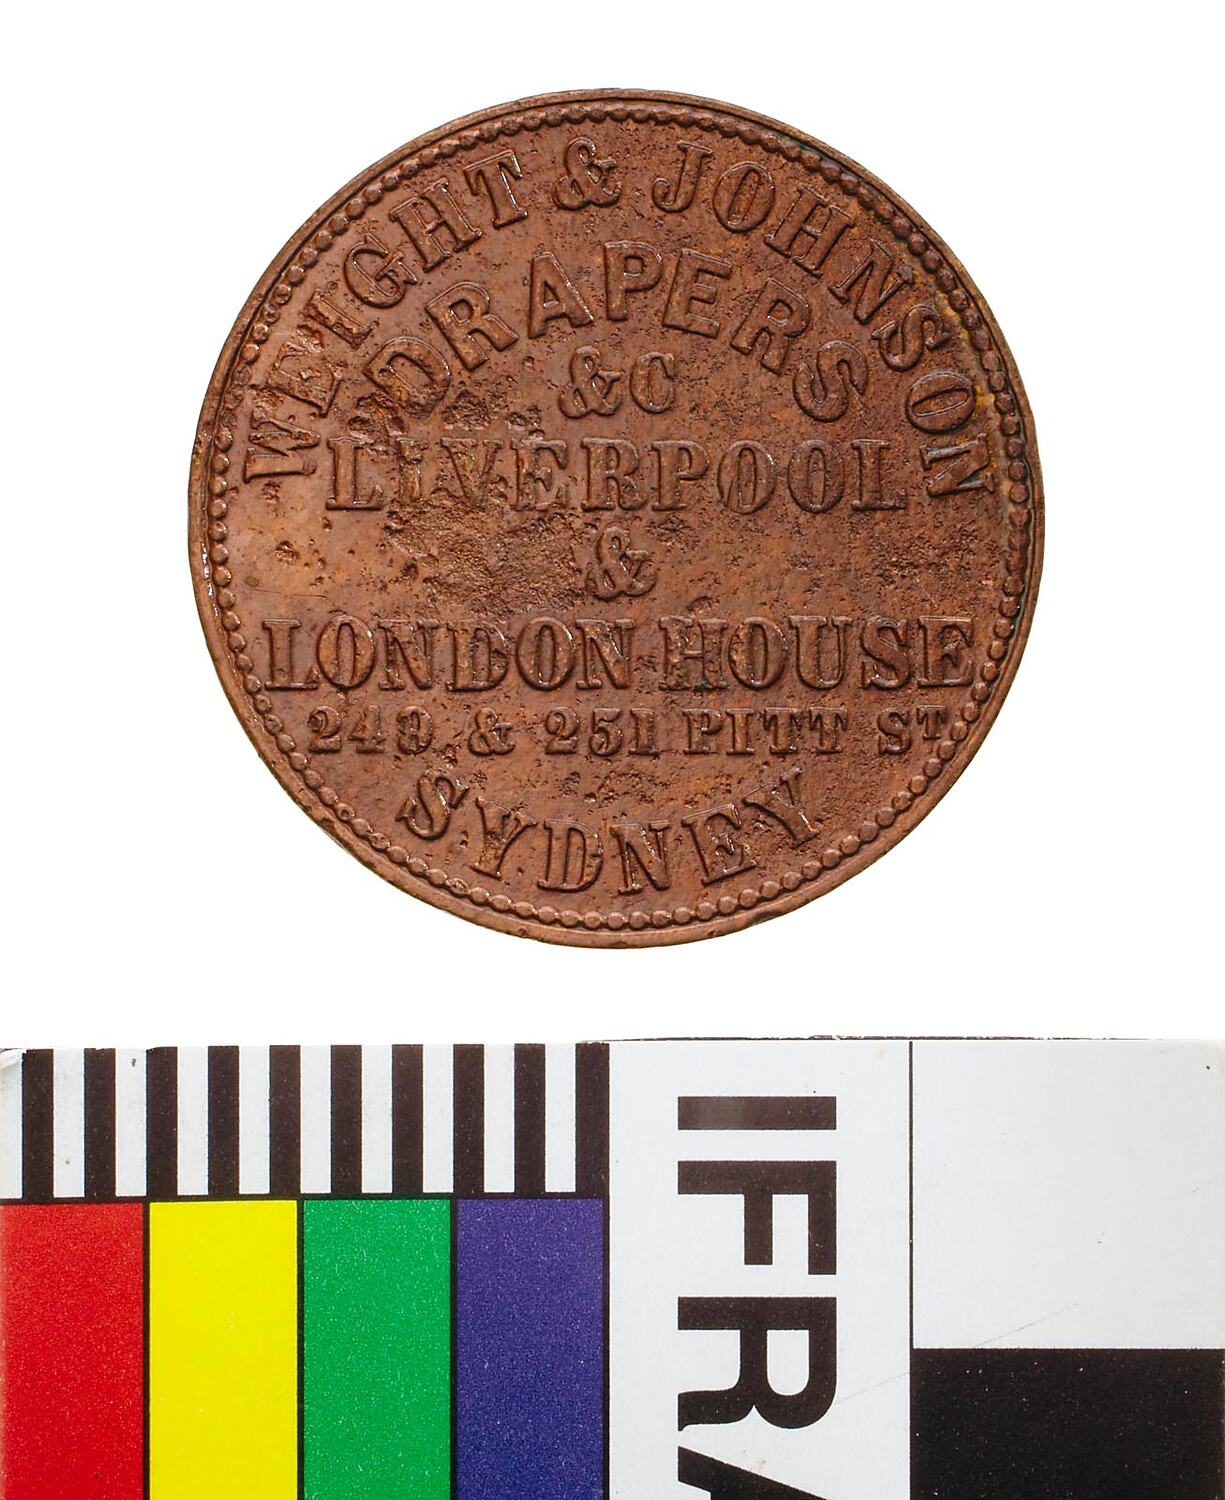 WEIGHT & JOHNSON
DRAPERS
&C
LIVERPOOL
&
LONDON HOUSE
249 & 251 PITT ST
SYDNEY
IFRA